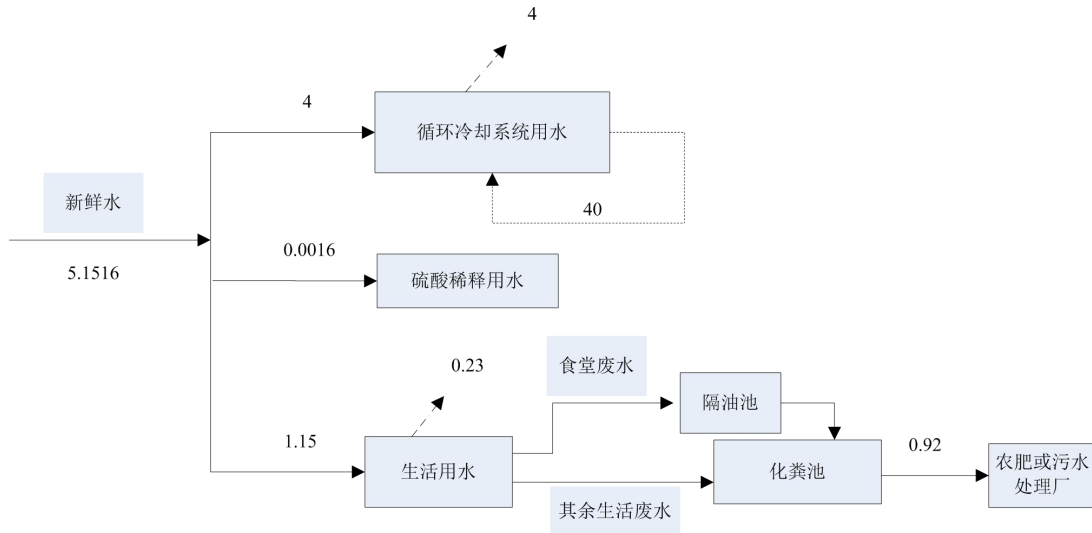 4
4
循环冷却系统用水
新鲜水
40
5.1516
0.0016
硫酸稀释用水
0.23
食堂废水
隔油池
1.15
生活用水
化粪池
0.92
农肥或污水
处理厂
其余生活废水